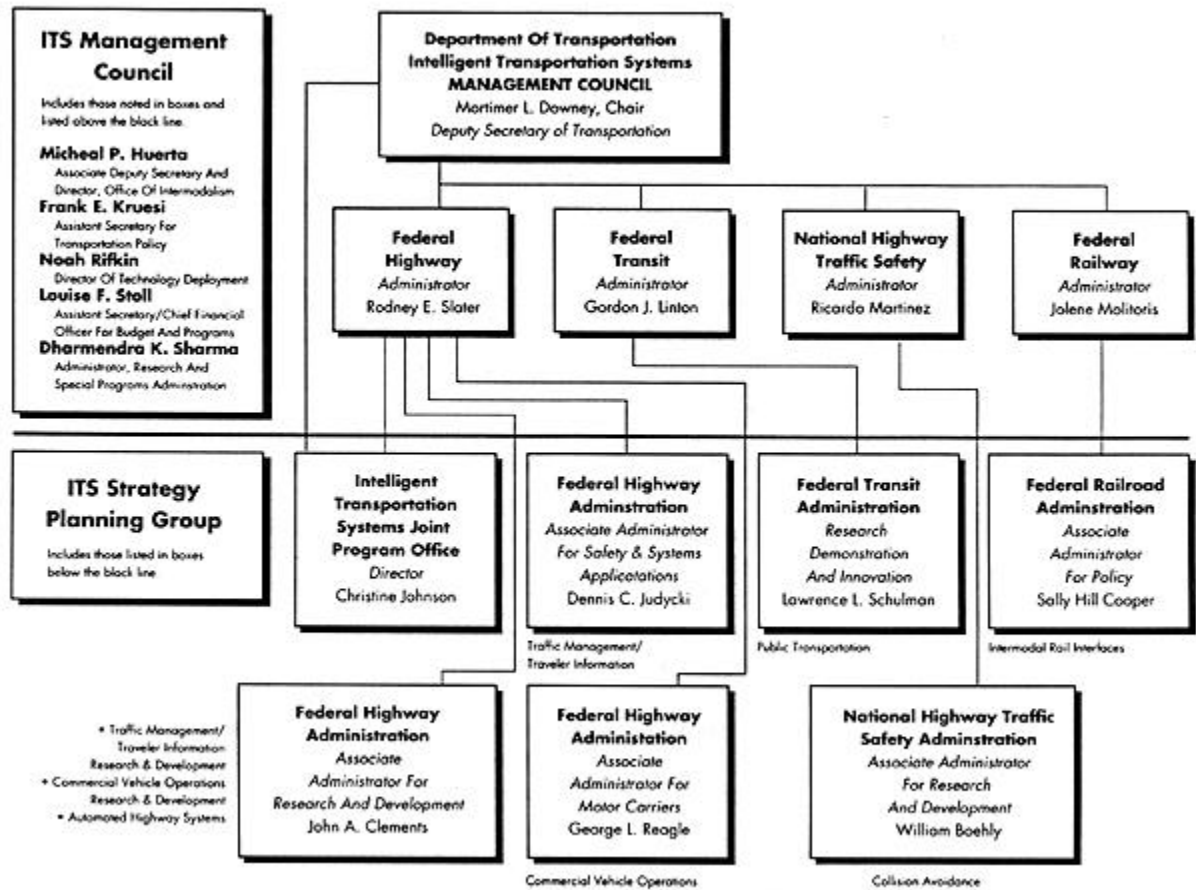 ITS Management
Council
Includes those noted in boxes and
listed above the black line.
Micheal P. Huerta
Associate Deputy Secretary And
Director, Office Of Intermodalism
Frank E. Kruesi
Assistant Secretary For
Transportation Policy
Noah Rifkin
Director Of Technology Deployment
Louise F. Stoll
Assistant Secretary/Chief Financial
Officer For Budget And Programs
Dharmendra K. Sharma
Administrator, Research And
Special Programs Adminstration
Department Of Transportation
Intelligent Transportation Systems
MANAGEMENT COUNCIL
Mortimer L. Downey, Chair
Deputy Secretary of Transportation
Federal
Highway
Administrator
Rodney E. Slater
Federal
Transit
Administrator
Gordon J. Linton
National Highway
Traffic Safety
Administrator
Ricardo Martinez
Federal
Railway
Administrator
Jolene Molitoris
ITS Strategy
Planning Group
Includes those listed in boxes
below the black line
Intelligent
Transportation
Systems Joint
Program Office
Director
Christine Johnson
Federal Highway
Adminstration
Associate Administrator
For Safety & Systems
Applicatations
Dennis C. Judycki
Traffic Management/
Traveler Information
Federal Transit
Administration
Research
Demonstration
And Innovation
Lawrence L. Schulman
Public Transportation
Federal Railroad
Adminstration
Associate
Administrator
For Policy
Sally Hill Cooper
Intermodal Rail Interfaces
• Traffic Management/
Traveler Information
Research & Development
• Commercial Vehicle Operations
Research & Development
• Automated Highway Systems
Federal Highway
Administration
Associate
Administrator For
Research And Development
John A. Clements
Federal Highway
Administation
Associate
Administrator For
Motor Carriers
George L. Reagle
Commercial Vehicle Operations
National Highway Traffic
Safety Adminstration
Associate Administrator
For Research
And Development
William Boehly
Collision Avoidance